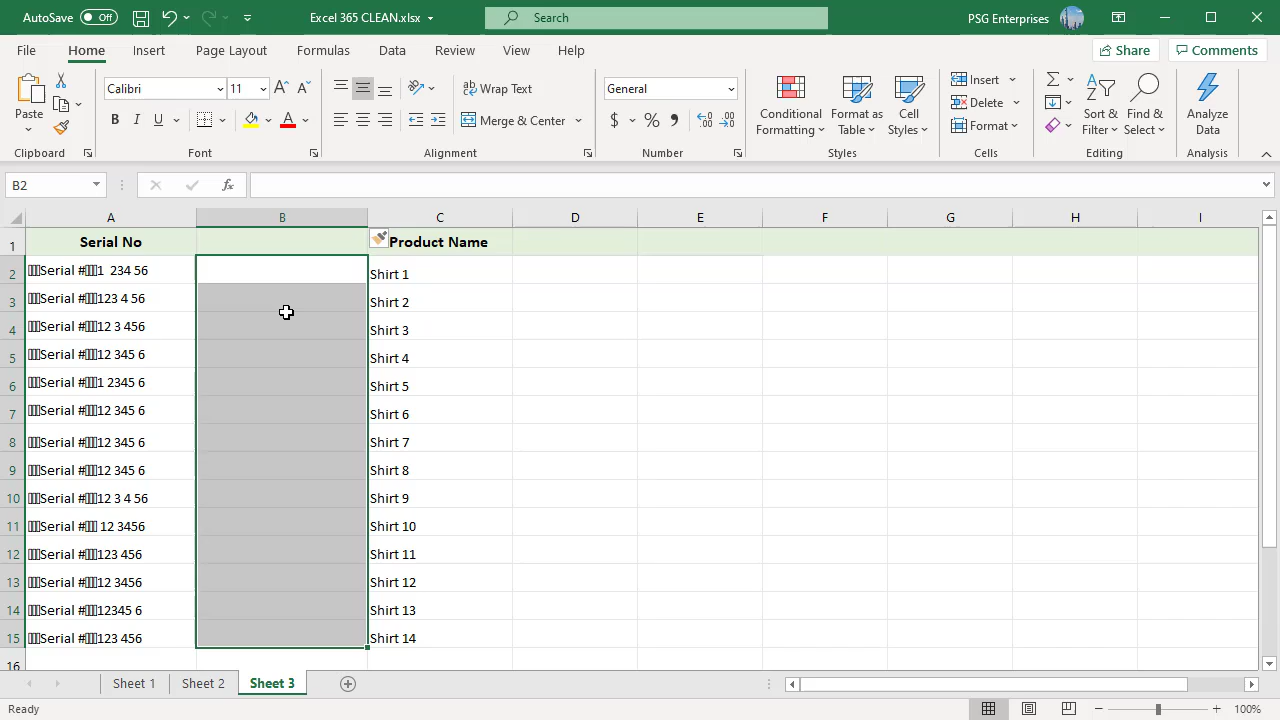 AutoSave Off Excel 365 CLEAN.xlsx Search PSG Enterprises
File Home Insert Page Layout Formulas Data Review View Help Share Comments
Paste Calibri 11 A A Wrap Text General Conditional Formatting Format as Table Cell Styles Insert Sort & Filter Find & Select Analyze Data
B I U A Merge & Center $ % Delete
Format
Clipboard Font Alignment Number Styles Cells Editing Analysis
B2 fx
A B C D E F G H I
1 Serial No Product Name
2 Serial # 1  234 56 Shirt 1
3 Serial # 123 4 56 Shirt 2
4 Serial # 12 3 456 Shirt 3
5 Serial # 12 345 6 Shirt 4
6 Serial # 1 2345 6 Shirt 5
7 Serial # 12 345 6 Shirt 6
8 Serial # 12 345 6 Shirt 7
9 Serial # 12 345 6 Shirt 8
10 Serial # 12 3 4 56 Shirt 9
11 Serial # 12 3456 Shirt 10
12 Serial # 123 456 Shirt 11
13 Serial # 12 3456 Shirt 12
14 Serial # 12345 6 Shirt 13
15 Serial # 123 456 Shirt 14
16
Sheet 1 Sheet 2 Sheet 3
Ready 100%